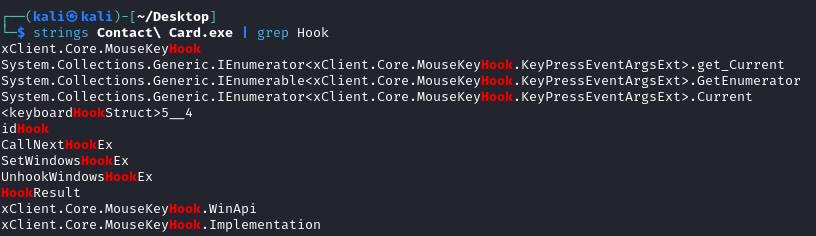 ┌──(kali㉿kali)-[~/Desktop]
└─$ strings Contact\ Card.exe | grep Hook
xClient.Core.MouseKeyHook
System.Collections.Generic.IEnumerator<xClient.Core.MouseKeyHook.KeyPressEventArgsExt>.get_Current
System.Collections.Generic.IEnumerable<xClient.Core.MouseKeyHook.KeyPressEventArgsExt>.GetEnumerator
System.Collections.Generic.IEnumerator<xClient.Core.MouseKeyHook.KeyPressEventArgsExt>.Current
<keyboardHookStruct>5__4
idHook
CallNextHookEx
SetWindowsHookEx
UnhookWindowsHookEx
HookResult
xClient.Core.MouseKeyHook.WinApi
xClient.Core.MouseKeyHook.Implementation